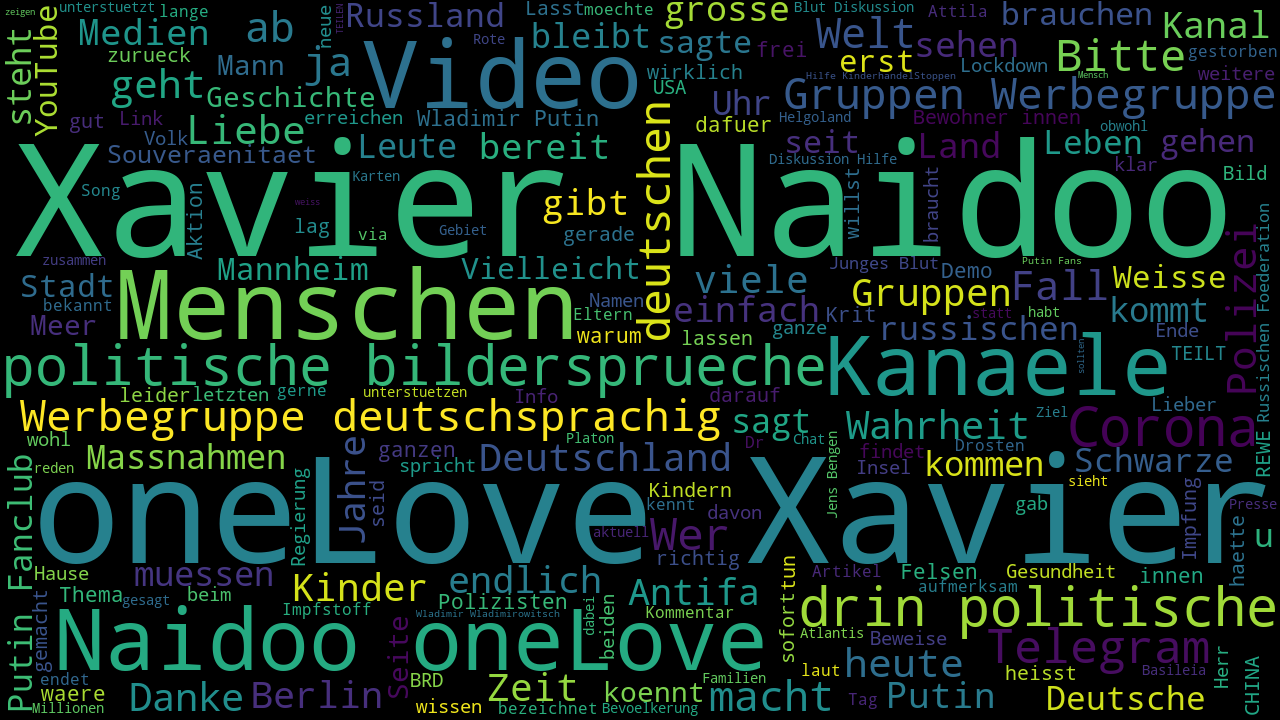 zeigen
unterstuetzt
lange
Russland
Lasst
moechte
grosse
Blut Diskussion
Attila
brauchen
Kanal
steht
YouTube
Medien
ab
neue
TEILEN
Rote
bleibt
sagte
frei
Welt
sehen
gestorben
zurueck
Mann
ja
Video
wirklich
erst
Lockdown
Bitte
Mensch
weitere
geht
Geschichte
USA
Uhr
Hilfe KinderhandelStoppen
Gruppen Werbegruppe
gut
Link
erreichen
Wladimir Putin
dafuer
Helgoland
Bewohner innen
obwohl
Volk
Liebe
Souveraenitaet
Leute
bereit
deutschen
seit
Land
Leben
gehen
Diskussion Hilfe
klar
Bild
Song
Karten
Xavier Naidoo
Aktion
weiss
gibt
willst
braucht
lag
via
Gebiet
gerade
zusammen
Stadt
bekannt
Mannheim
Vielleicht
viele
Junges Blut
Demo
Putin Fans
Weisse
Polizei
Russischen Foederation
Meer
Menschen
Namen
Eltern
einfach
Gruppen
Fall
kommt
Krit
statt
habt
warum
lassen
ganze
russischen
Ende
politische bildersprueche
Kanaele
sollten
TEILT
leider
letzten
gerne
unterstuetzen
Info
darauf
Ziel
Lieber
Werbegruppe deutschsprachig
sagt
Wahrheit
Corona
wohl
Massnahmen
Jahre
ganzen
Platon
Dr
Chat
findet
Drosten
REWE
reden
spricht
Deutschland
Jens Bengen
Insel
kommen
Schwarze
sieht
Putin Fanclub
oneLove Xavier
Regierung
seid
Kindern
kennt
davon
gab
Impfung
Presse
aktuell
Wer
haette
u
Hause
muessen
richtig
Artikel
Felsen
Gesundheit
innen
aufmerksam
Thema
gesagt
beim
Kinder
endlich
Antifa
soforttun
drin politische
gemacht
Impfstoff
Polizisten
Wladimir Wladimirowitsch
dabei
beiden
Kommentar
Atlantis
Beweise
Naidoo oneLove
Seite
Telegram
endet
waere
Millionen
Danke
Berlin
BRD
wissen
Zeit
bezeichnet
koennt
Bevoelkerung
Familien
macht
laut
heute
Tag
Putin
heisst
Deutsche
Basileia
Herr
CHINA